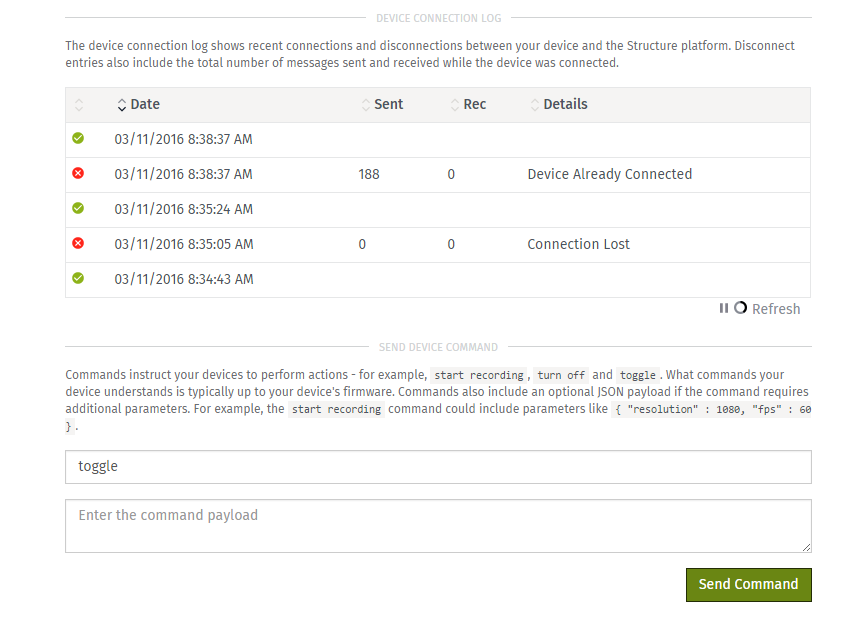 DEVICE CONNECTION LOG
The device connection log shows recent connections and disconnections between your device and the Structure platform. Disconnect
entries also include the total number of messages sent and received while the device was connected.
Date Sent Rec Details
03/11/2016 8:38:37 AM
03/11/2016 8:38:37 AM 188 0 Device Already Connected
03/11/2016 8:35:24 AM
03/11/2016 8:35:05 AM 0 0 Connection Lost
03/11/2016 8:34:43 AM
Refresh
SEND DEVICE COMMAND
Commands instruct your devices to perform actions - for example, start recording, turn off and toggle. What commands your
device understands is typically up to your device's firmware. Commands also include an optional JSON payload if the command requires
additional parameters. For example, the start recording command could include parameters like { "resolution" : 1080, "fps" : 60
}.
toggle
Enter the command payload
Send Command